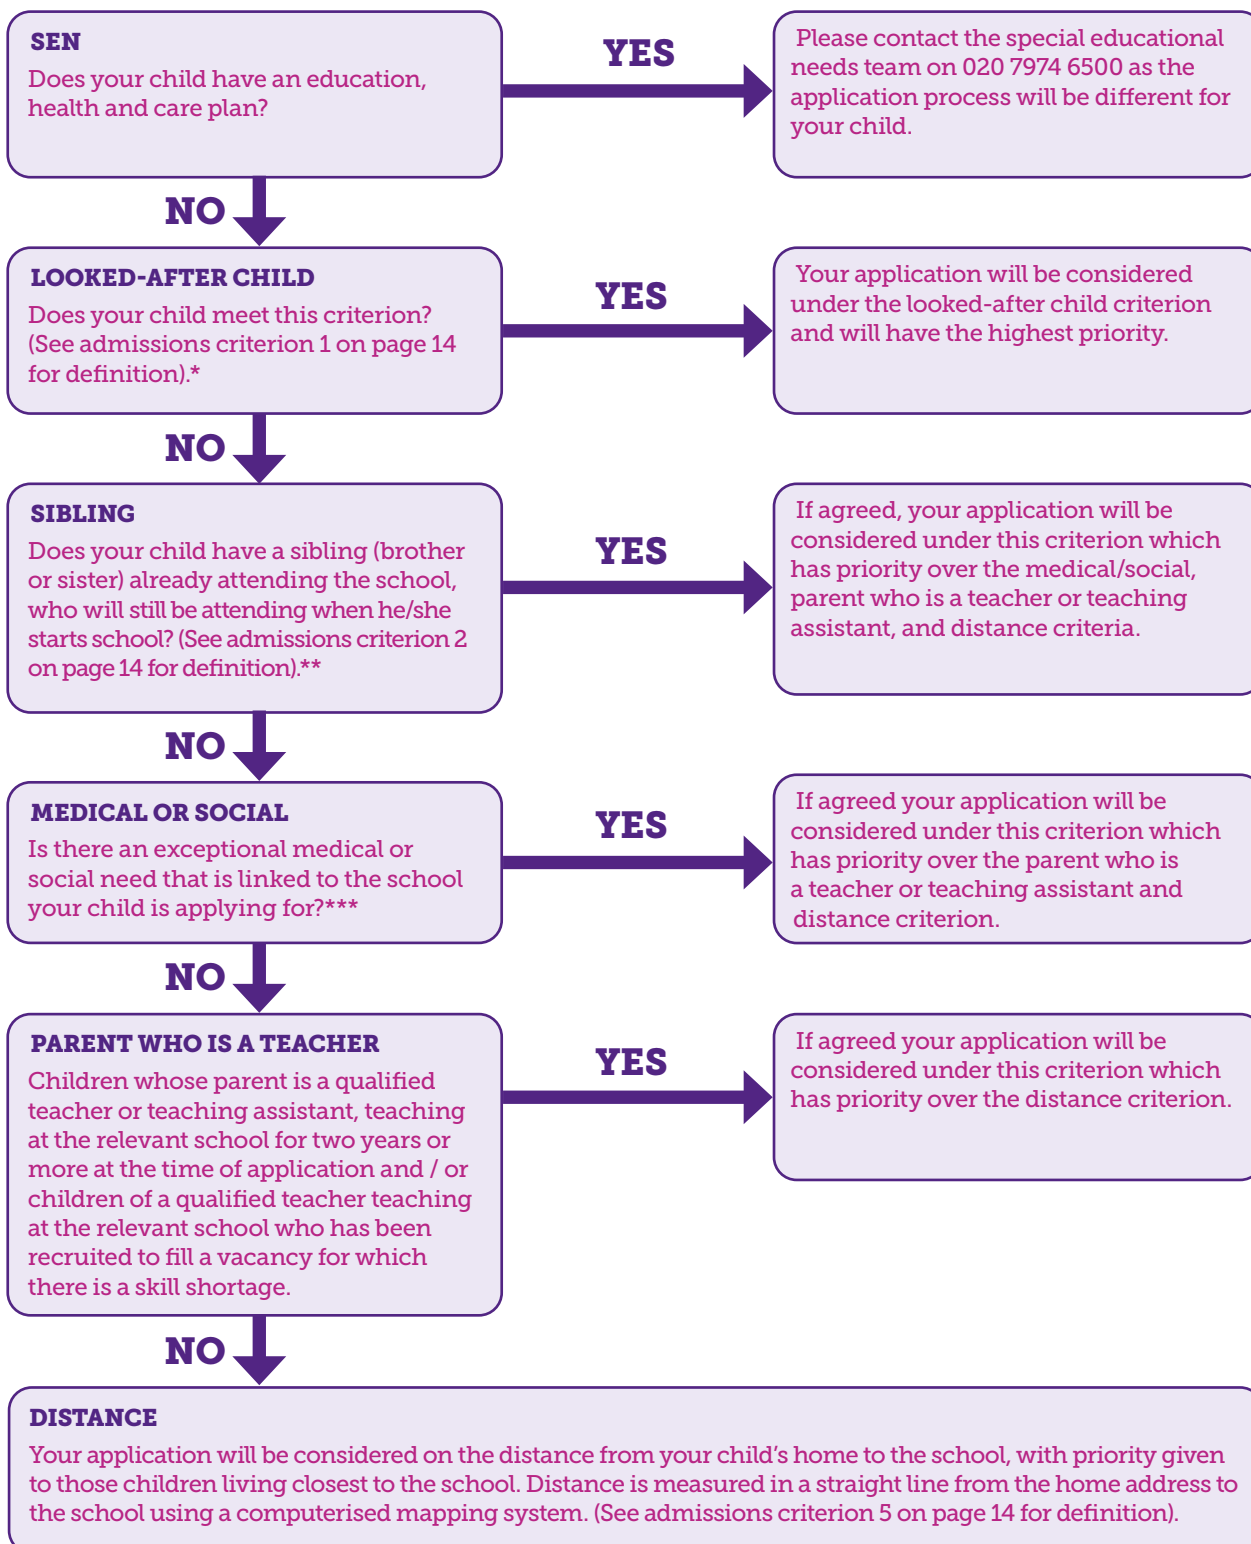 SEN
Does your child have an education,
health and care plan?
YES
Please contact the special educational
needs team on 020 7974 6500 as the
application process will be different for
your child.
NO
LOOKED-AFTER CHILD
Does your child meet this criterion?
(See admissions criterion 1 on page 14
for definition).*
YES
Your application will be considered
under the looked-after child criterion
and will have the highest priority.
NO
SIBLING
Does your child have a sibling (brother
or sister) already attending the school,
who will still be attending when he/she
starts school? (See admissions criterion 2
on page 14 for definition).**
YES
If agreed, your application will be
considered under this criterion which
has priority over the medical/social,
parent who is a teacher or teaching
assistant, and distance criteria.
NO
MEDICAL OR SOCIAL
Is there an exceptional medical or
social need that is linked to the school
your child is applying for?***
YES
If agreed your application will be
considered under this criterion which
has priority over the parent who is
a teacher or teaching assistant and
distance criterion.
NO
PARENT WHO IS A TEACHER
Children whose parent is a qualified
teacher or teaching assistant, teaching
at the relevant school for two years or
more at the time of application and / or
children of a qualified teacher teaching
at the relevant school who has been
recruited to fill a vacancy for which
there is a skill shortage.
YES
If agreed your application will be
considered under this criterion which
has priority over the distance criterion.
NO
DISTANCE
Your application will be considered on the distance from your child’s home to the school, with priority given
to those children living closest to the school. Distance is measured in a straight line from the home address to
the school using a computerised mapping system. (See admissions criterion 5 on page 14 for definition).